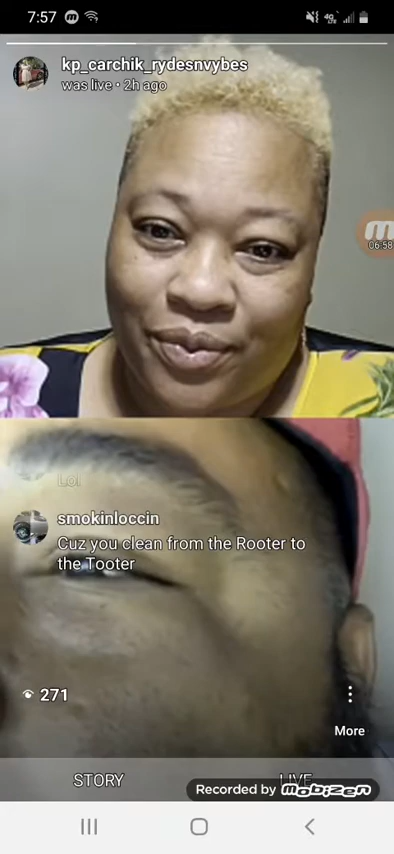 7:57
4G
kp_carchik_rydesnvybes
was live • 2h ago
06:58
Lol
smokinloccin
Cuz you clean from the Rooter to
the Tooter
271
More
STORY
LIVE
Recorded by mobizen